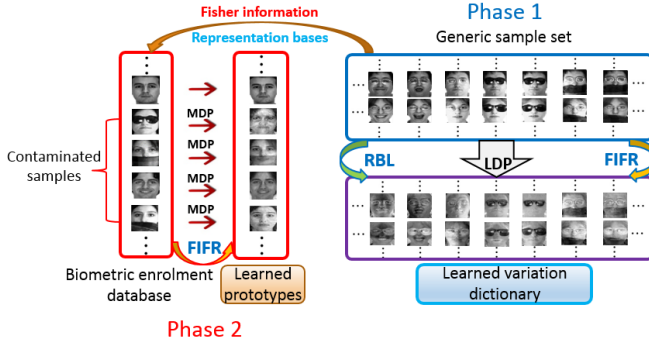 Fisher information
Representation bases
Phase 1
Generic sample set
MDP
MDP
MDP
MDP
Contaminated
samples
RBL
LDP
FIFR
FIFR
Biometric enrolment
database
Learned
prototypes
Learned variation
dictionary
Phase 2